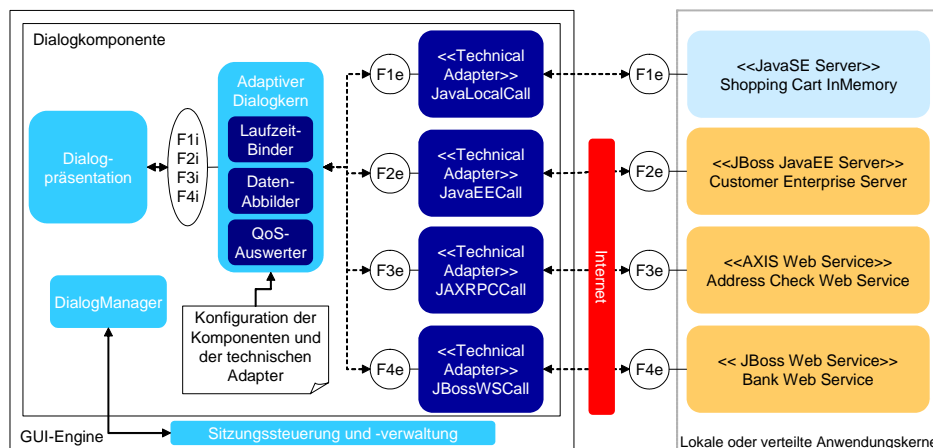 Dialogkomponente
Dialog-
präsentation
F1i
F2i
F3i
F4i
Adaptiver
Dialogkern
Laufzeit-
Binder
Daten-
Abbilder
QoS-
Auswerter
DialogManager
Konfiguration der
Komponenten und
der technischen
Adapter
F1e
F2e
F3e
F4e
<<Technical
Adapter>>
JavaLocalCall
<<Technical
Adapter>>
JavaEECall
<<Technical
Adapter>>
JAXRPCCall
<<Technical
Adapter>>
JBossWSCall
Internet
F1e
F2e
F3e
F4e
<<JavaSE Server>>
Shopping Cart InMemory
<<JBoss JavaEE Server>>
Customer Enterprise Server
<<AXIS Web Service>>
Address Check Web Service
<< JBoss Web Service>>
Bank Web Service
GUI-Engine
Sitzungssteuerung und -verwaltung
Lokale oder verteilte Anwendungskerne